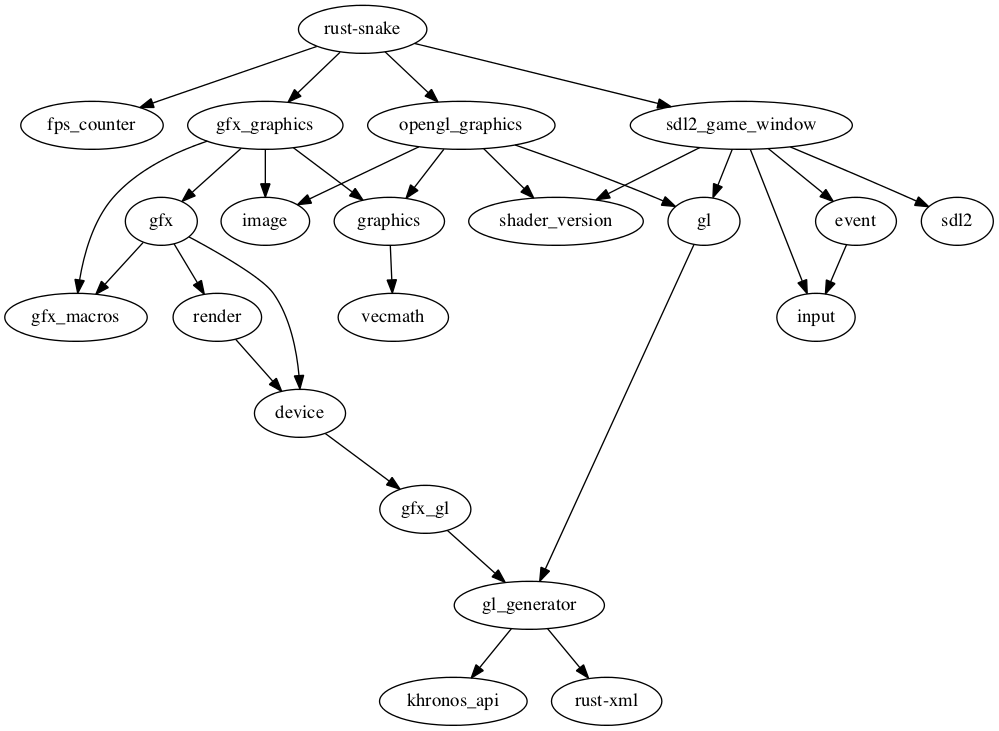 rust-snake
fps_counter
gfx_graphics
opengl_graphics
sdl2_game_window
gfx
image
graphics
shader_version
gl
event
sdl2
gfx_macros
render
vecmath
input
device
gfx_gl
gl_generator
khronos_api
rust-xml